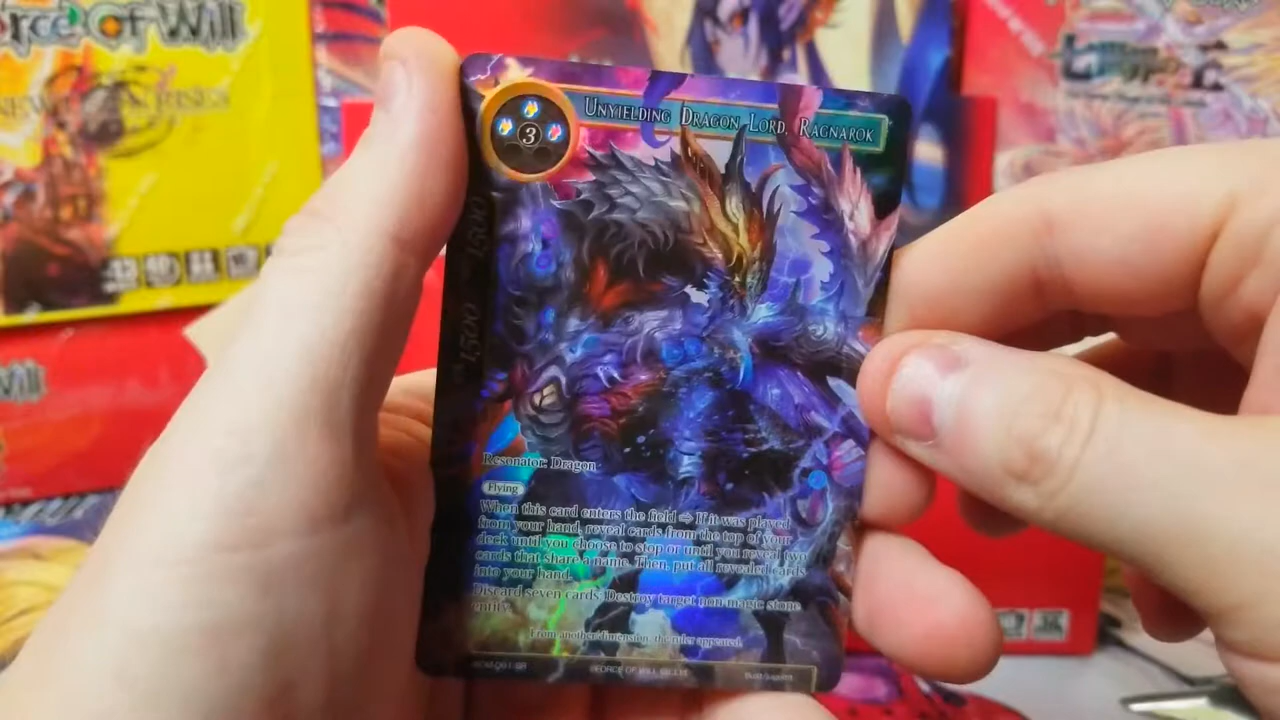 Force Of Will
UNYIELDING DRAGON LORD, RAGNAROK
3
1500
1500
Resonator: Dragon
Flying
When this card enters the field ⇒ If it was played
from your hand, reveal cards from the top of your
deck until you choose to stop or until you reveal two
cards that share a name. Then, put all revealed cards
into your hand.
Discard seven cards: Destroy target non-magic stone
entity.
From another dimension, the ruler appeared.